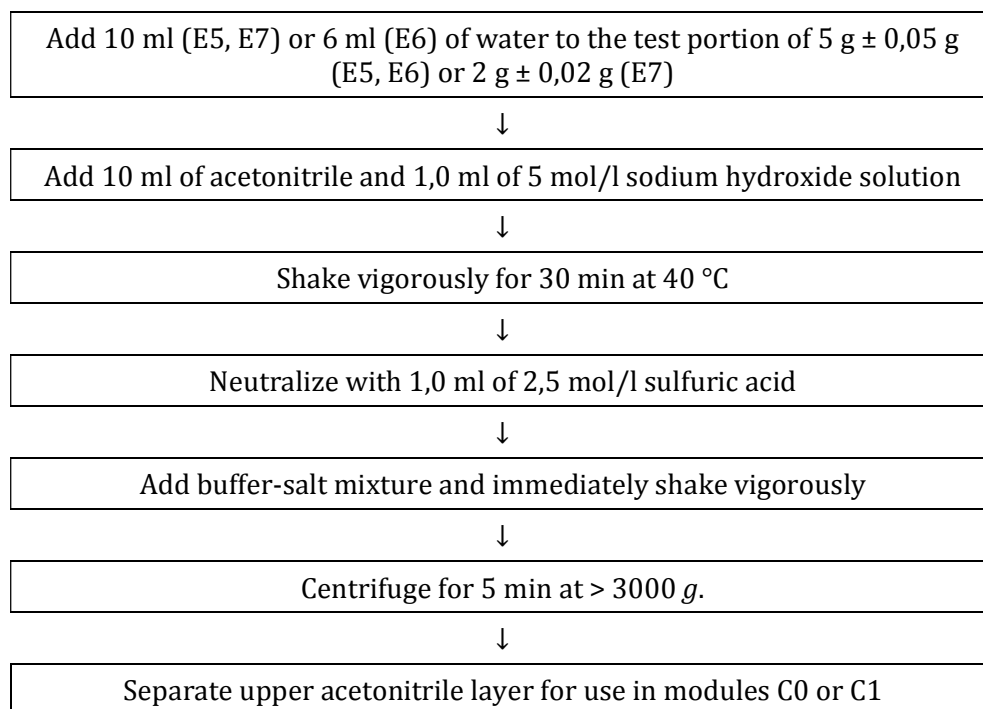 Add 10 ml (E5, E7) or 6 ml (E6) of water to the test portion of 5 g ± 0,05 g
(E5, E6) or 2 g ± 0,02 g (E7)
↓
Add 10 ml of acetonitrile and 1,0 ml of 5 mol/l sodium hydroxide solution
↓
Shake vigorously for 30 min at 40 °C
↓
Neutralize with 1,0 ml of 2,5 mol/l sulfuric acid
↓
Add buffer-salt mixture and immediately shake vigorously
↓
Centrifuge for 5 min at > 3000 g.
↓
Separate upper acetonitrile layer for use in modules C0 or C1